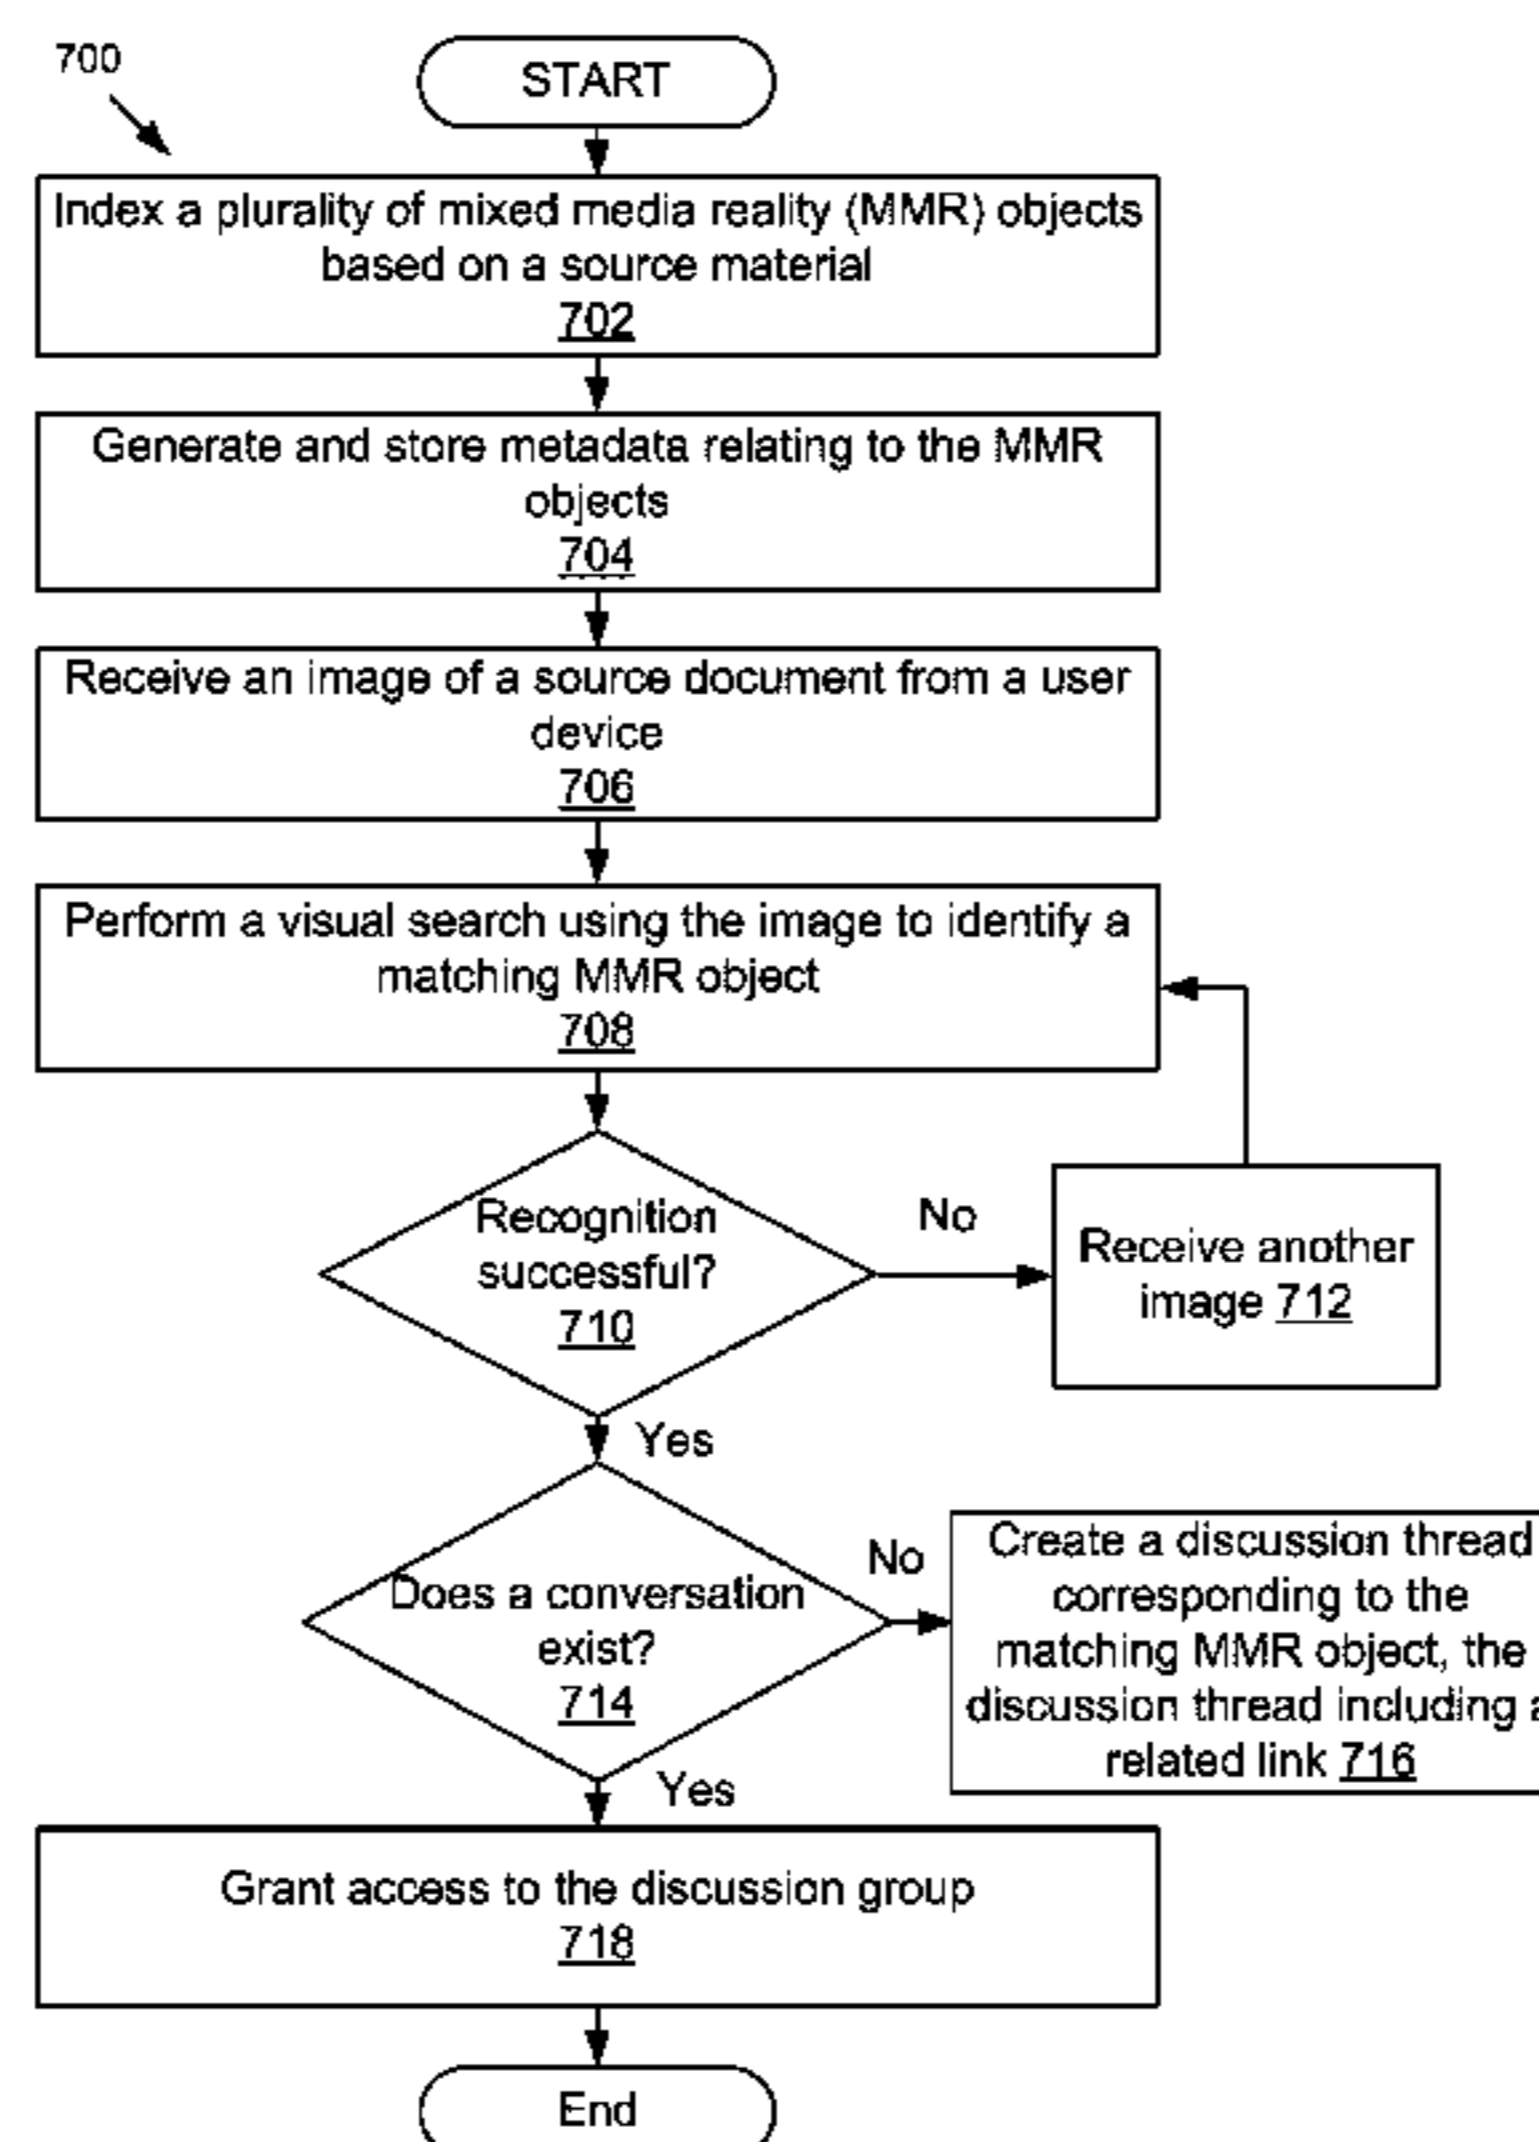 700
START
Index a plurality of mixed media reality (MMR) objects
based on a source material
702
Generate and store metadata relating to the MMR
objects
704
Receive an image of a source document from a user
device
706
Perform a visual search using the image to identify a
matching MMR object
708
Recognition
successful?
710
No
Receive another
image 712
Yes
Does a conversation
exist?
714
No
Create a discussion thread
corresponding to the
matching MMR object, the
discussion thread including a
related link 716
Yes
Grant access to the discussion group
718
End